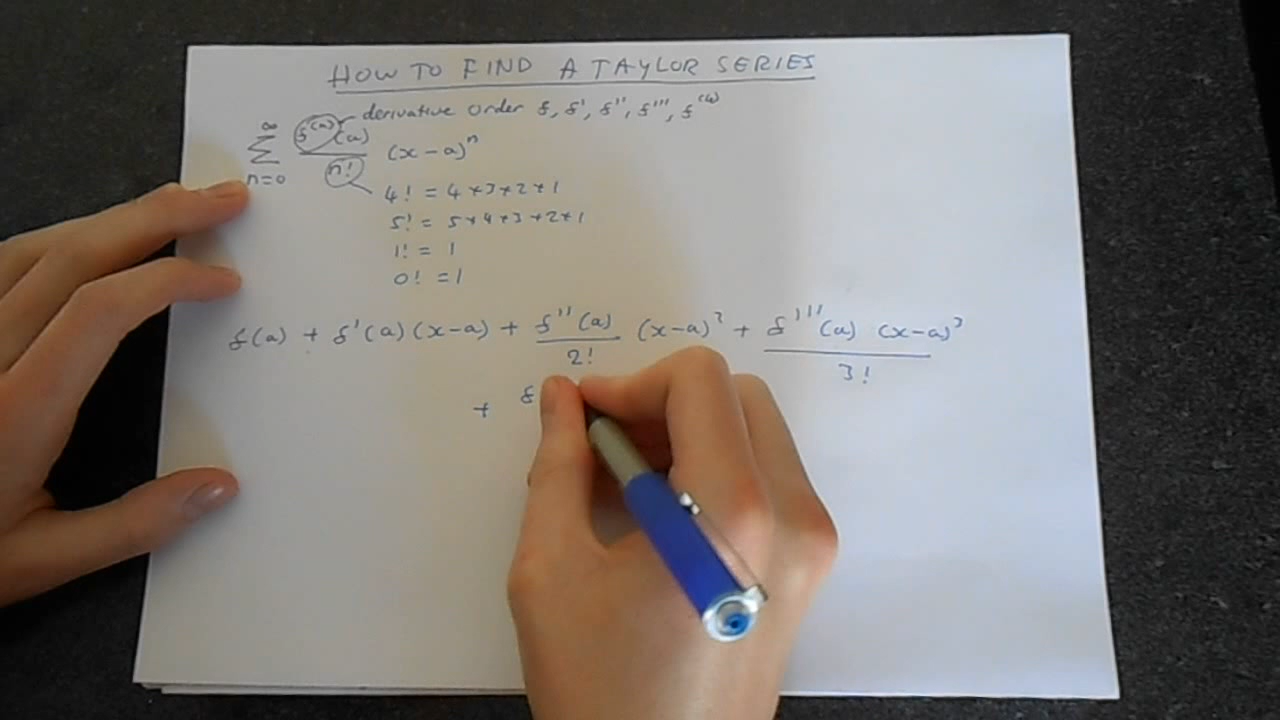 HOW TO FIND A TAYLOR SERIES
derivative order f, f', f'', f''', f⁽⁴⁾
∞
Σ f⁽ⁿ⁾(a) / n! (x-a)ⁿ
n=0
4! = 4*3*2*1
5! = 5*4*3*2*1
1! = 1
0! = 1
f(a) + f'(a)(x-a) + f''(a)/2! (x-a)² + f'''(a) (x-a)³/3!
+ f